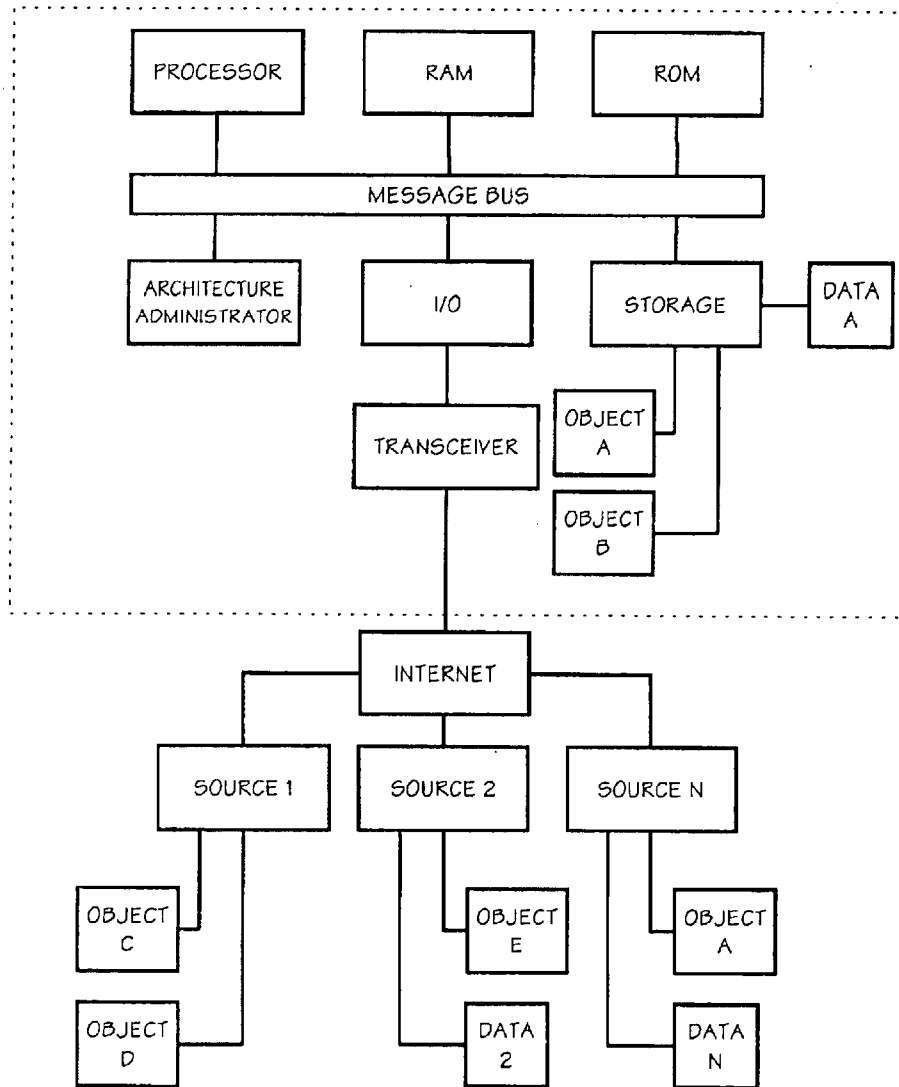 PROCESSOR
RAM
ROM
MESSAGE BUS
ARCHITECTURE
ADMINISTRATOR
I/O
STORAGE
DATA
A
OBJECT
A
TRANSCEIVER
OBJECT
B
INTERNET
SOURCE 1
SOURCE 2
SOURCE N
OBJECT
C
OBJECT
E
OBJECT
A
OBJECT
D
DATA
2
DATA
N